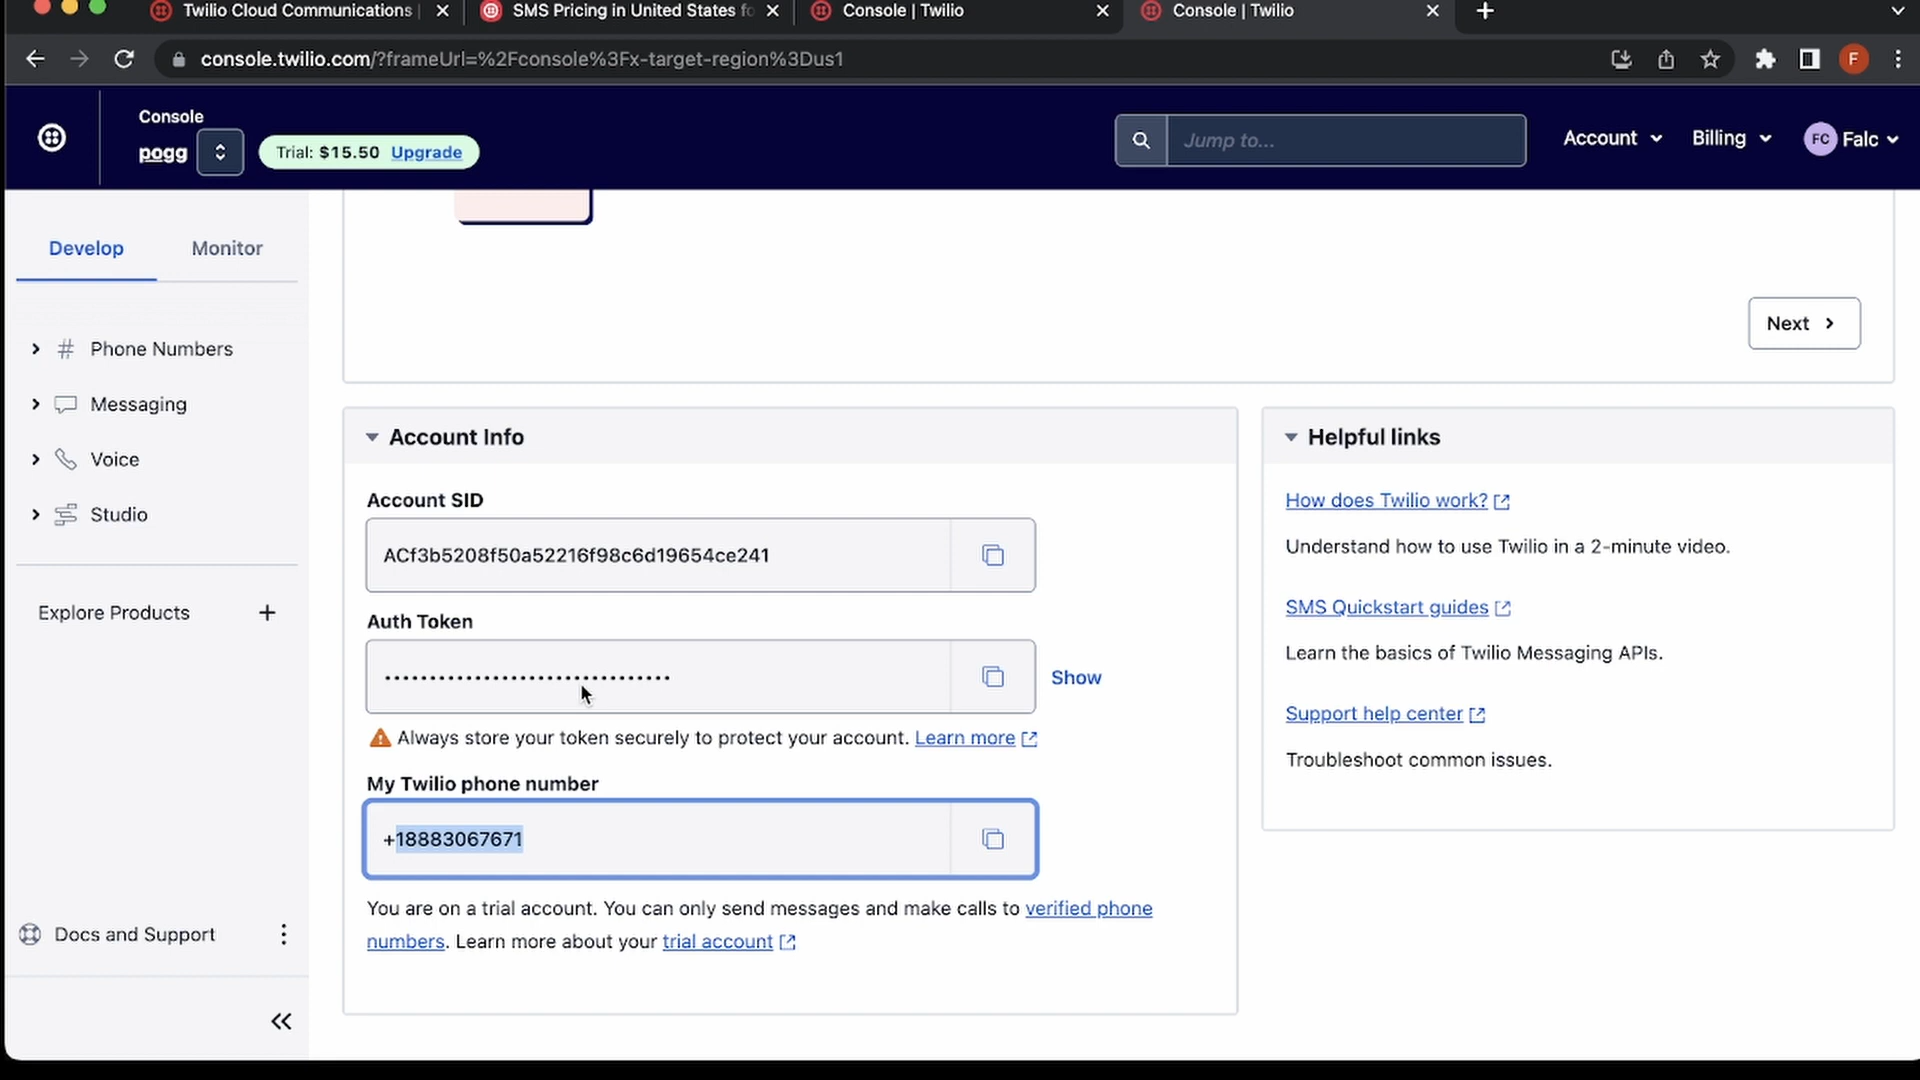 Twilio Cloud Communications
SMS Pricing in United States fo
Console | Twilio
Console | Twilio
console.twilio.com/?frameUrl=%2Fconsole%3Fx-target-region%3Dus1
F
Console
pogg
Trial: $15.50 Upgrade
Jump to...
Account
Billing
FC
Falc
Develop
Monitor
Phone Numbers
Messaging
Voice
Studio
Explore Products
Docs and Support
Next
Account Info
Account SID
ACf3b5208f50a52216f98c6d19654ce241
Auth Token
Show
Always store your token securely to protect your account. Learn more
My Twilio phone number
+18883067671
You are on a trial account. You can only send messages and make calls to verified phone
numbers. Learn more about your trial account
Helpful links
How does Twilio work?
Understand how to use Twilio in a 2-minute video.
SMS Quickstart guides
Learn the basics of Twilio Messaging APIs.
Support help center
Troubleshoot common issues.